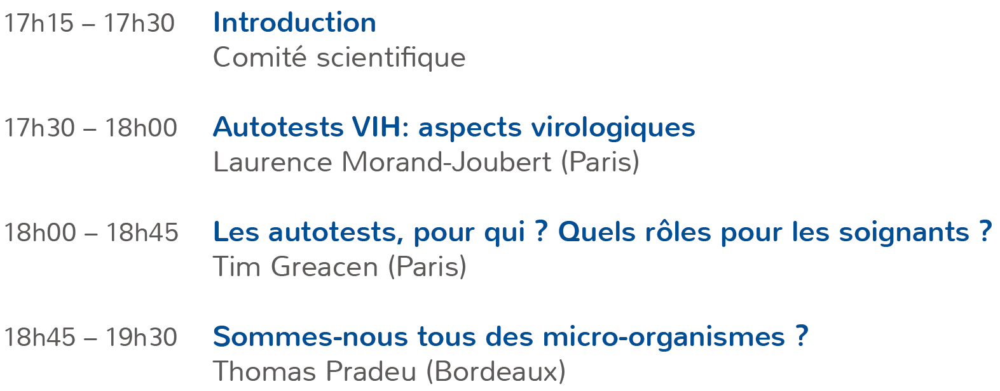 17h15 – 17h30 Introduction
Comité scientifique
17h30 – 18h00 Autotests VIH: aspects virologiques
Laurence Morand-Joubert (Paris)
18h00 – 18h45 Les autotests, pour qui ? Quels rôles pour les soignants ?
Tim Greacen (Paris)
18h45 – 19h30 Sommes-nous tous des micro-organismes ?
Thomas Pradeu (Bordeaux)